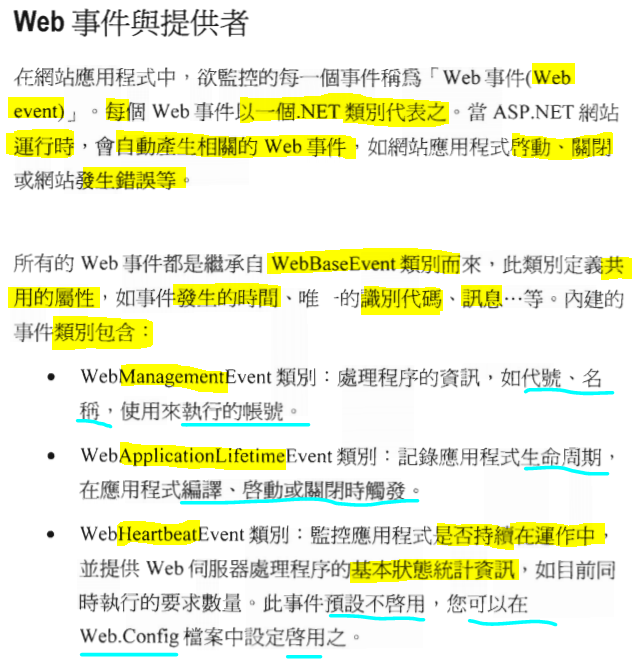 Web 事件與提供者
在網站應用程式中，欲監控的每一個事件稱爲「Web 事件(Web
event)」。每個 Web 事件以一個.NET 類別代表之。當 ASP.NET 網站
運行時，會自動產生相關的 Web 事件，如網站應用程式啓動、關閉
或網站發生錯誤等。
所有的 Web 事件都是繼承自 WebBaseEvent 類別而來，此類別定義共
用的屬性，如事件發生的時間、唯一的識別代碼、訊息…等。內建的
事件類別包含：
• WebManagementEvent 類別：處理程序的資訊，如代號、名
稱，使用來執行的帳號。
• WebApplicationLifetimeEvent 類別：記錄應用程式生命周期，
在應用程式編譯、啓動或關閉時觸發。
• WebHeartbeatEvent 類別：監控應用程式是否持續在運作中，
並提供 Web 伺服器處理程序的基本狀態統計資訊，如目前同
時執行的要求數量。此事件預設不啓用，您可以在
Web.Config 檔案中設定啓用之。